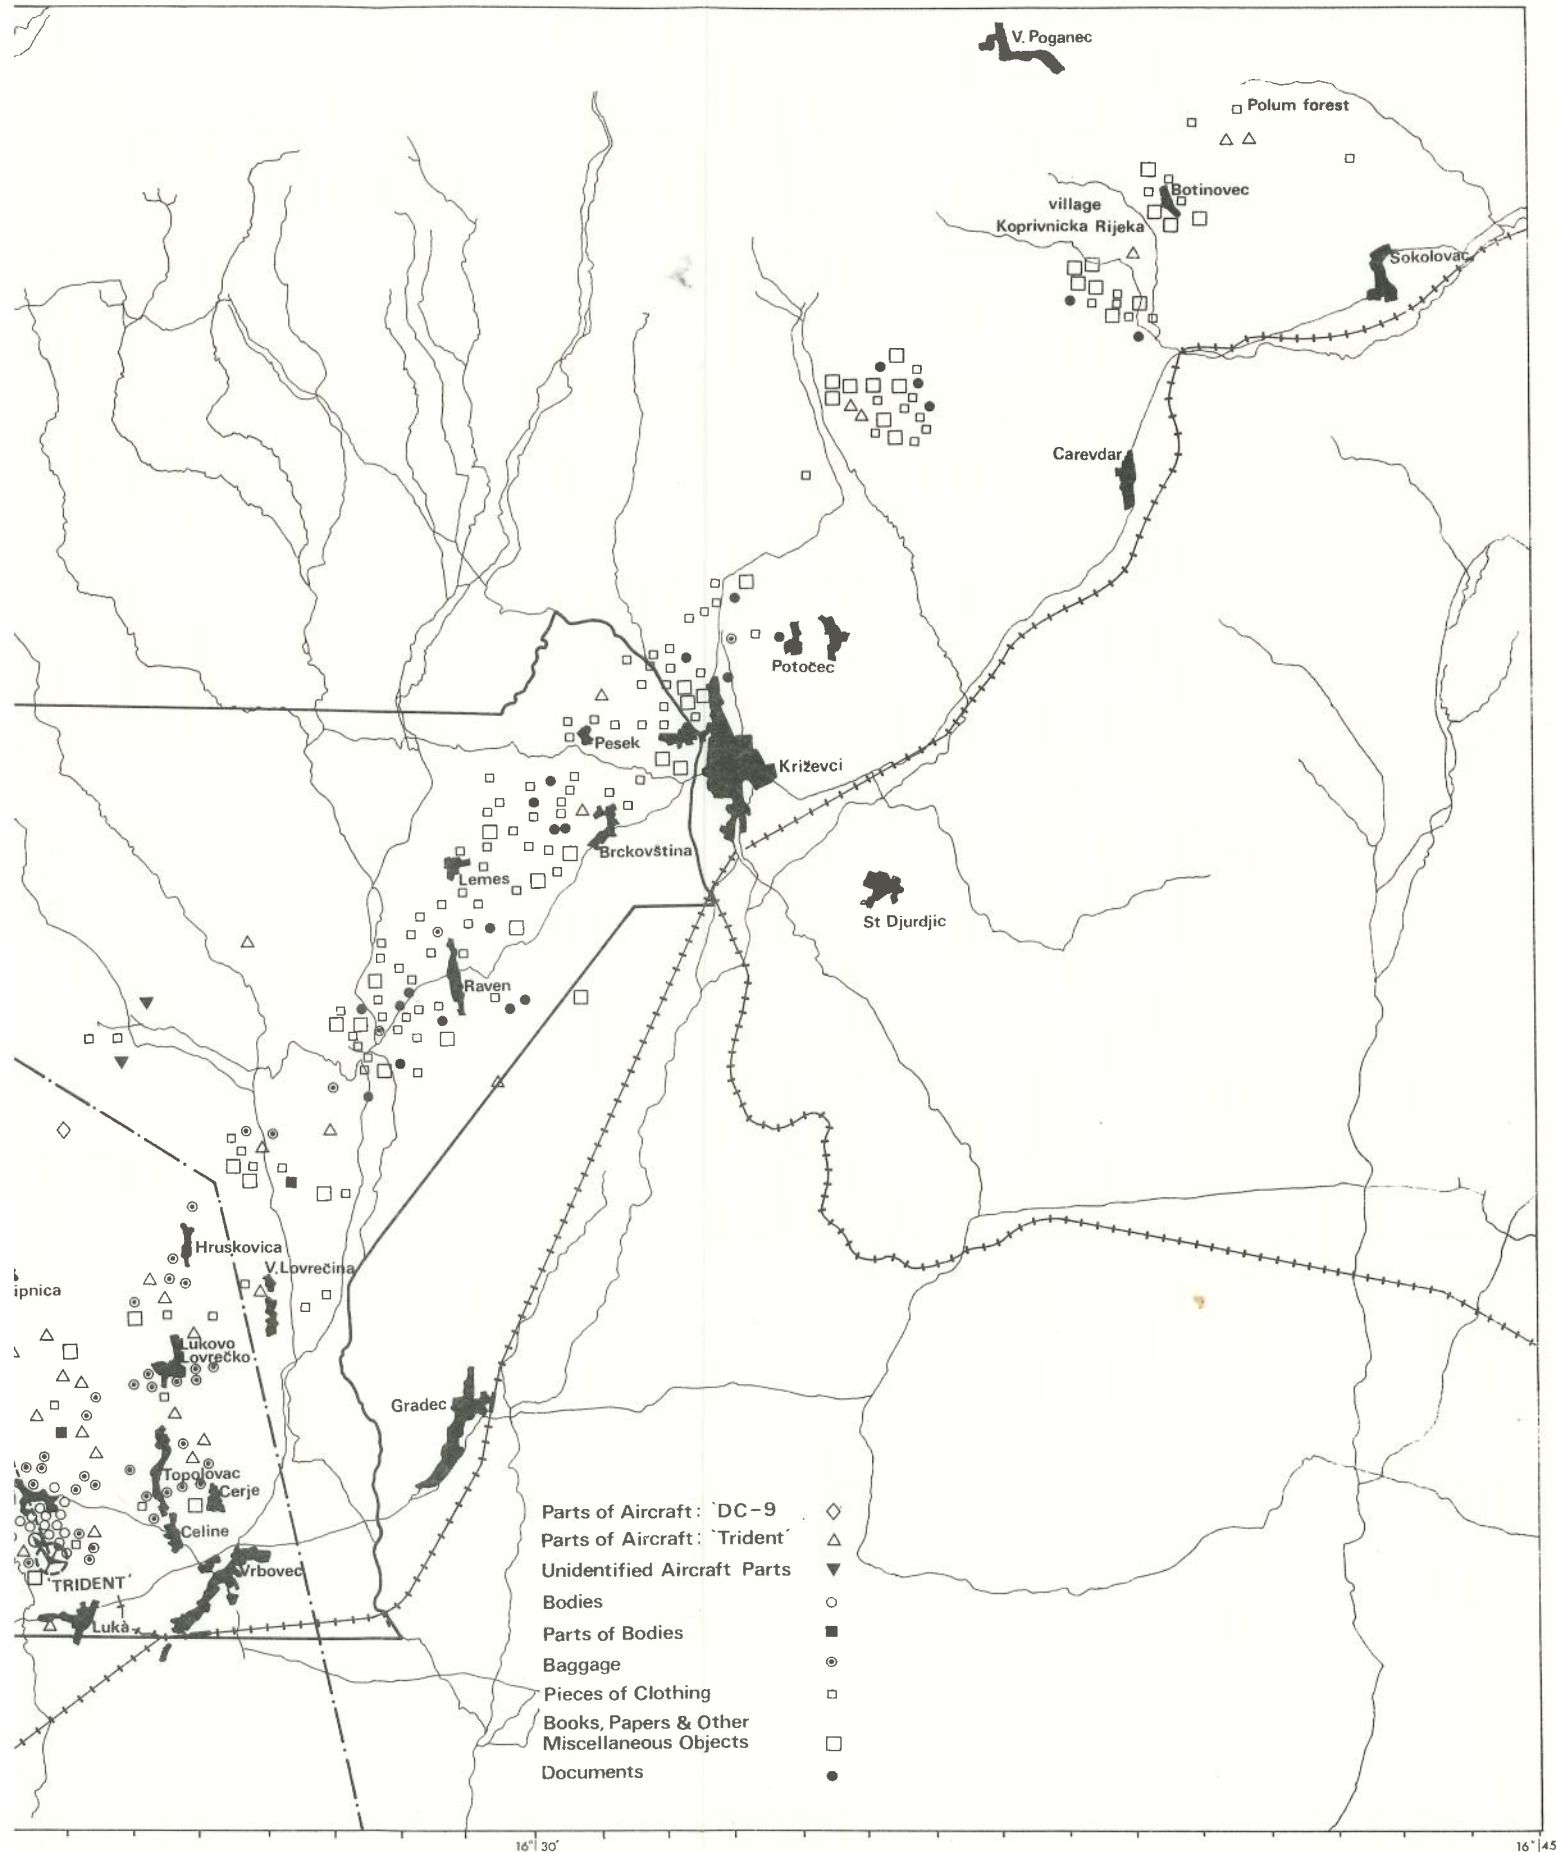 V. Poganec
Polum forest
Botinovec
village
Koprivnicka Rijeka
Sokolovac
Carevdar
Potočec
Pesek
Križevci
Brckovština
Lemes
St Djurdjic
Raven
Hruskovica
V. Lovrečina
ipnica
Lukovo
Lovrečko
Gradec
Topolovac
Cerje
Celine
Vrbovec
TRIDENT'
Luka
Parts of Aircraft: 'DC-9
Parts of Aircraft: 'Trident'
Unidentified Aircraft Parts
Bodies
Parts of Bodies
Baggage
Pieces of Clothing
Books, Papers & Other
Miscellaneous Objects
Documents
16° 30'
16° 45